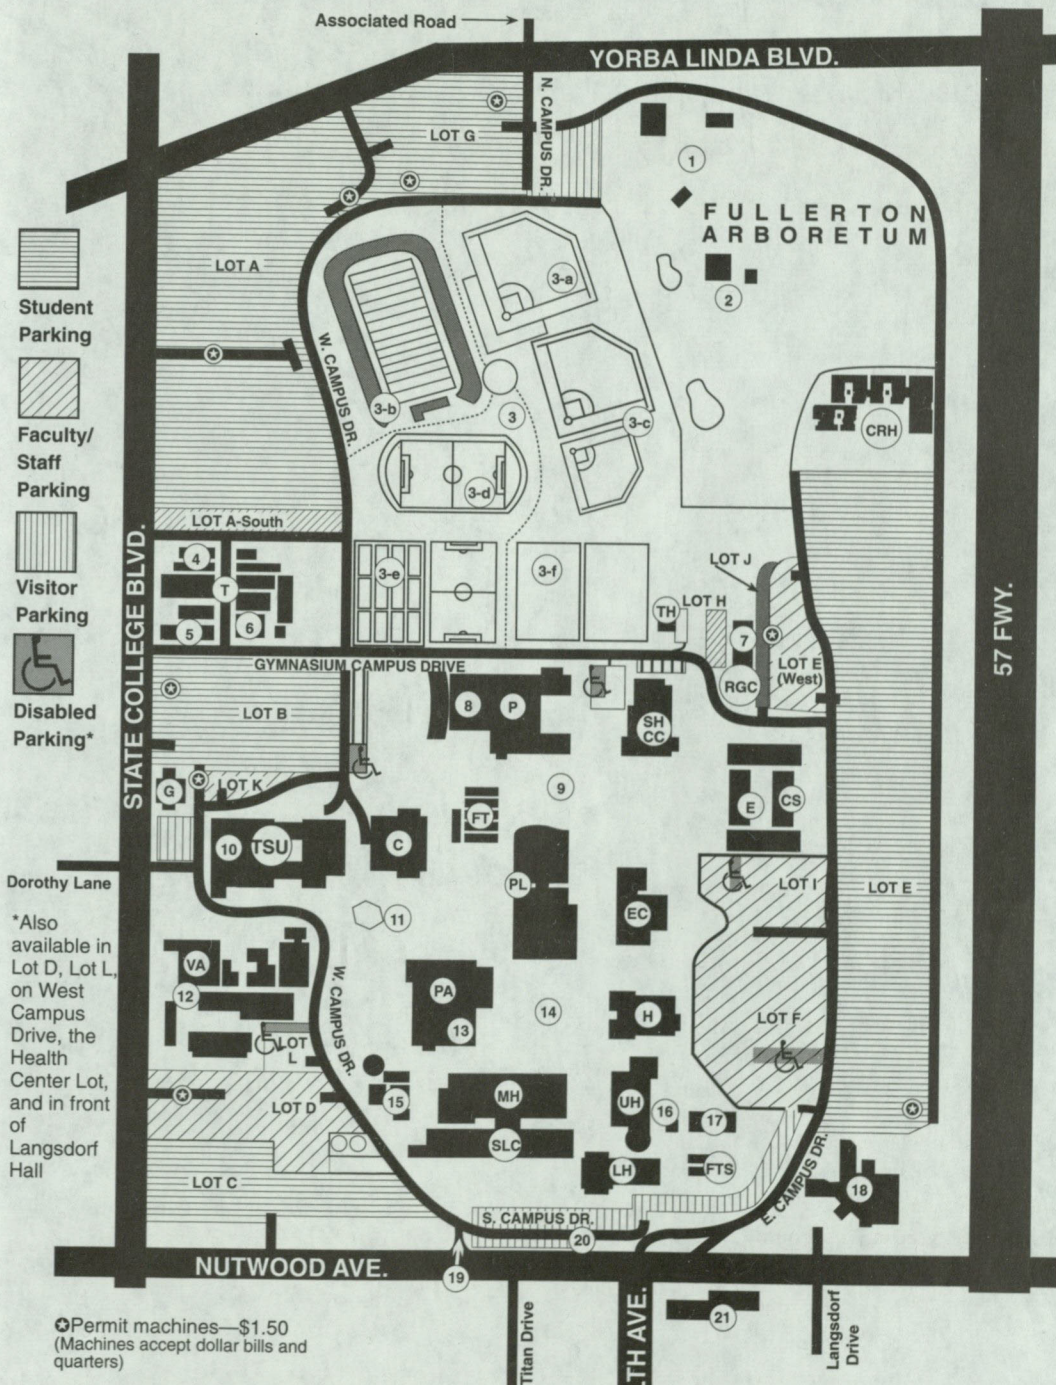 Associated Road
YORBA LINDA BLVD.
N. CAMPUS DR.
LOT G
1
FULLERTON
ARBORETUM
2
LOT A
Student
Parking
Faculty/
Staff
Parking
Visitor
Parking
Disabled
Parking*
W. CAMPUS DR.
3-a
3-b
3
3-c
3-d
CRH
LOT A-South
STATE COLLEGE BLVD.
57 FWY.
4
T
5
6
3-e
3-f
LOT J
TH
LOT H
7
RGC
LOT E
(West)
GYMNASIUM CAMPUS DRIVE
LOT B
8
P
SH
CC
G
LOT K
9
E
CS
10
TSU
C
FT
PL
LOT I
LOT E
Dorothy Lane
*Also
available in
Lot D, Lot L,
on West
Campus
Drive, the
Health
Center Lot,
and in front
of
Langsdorf
Hall
11
EC
VA
12
W. CAMPUS DR.
PA
13
14
H
LOT F
LOT
L
LOT D
15
MH
UH
16
17
SLC
LH
FTS
LOT C
18
S. CAMPUS DR.
E. CAMPUS DR.
20
NUTWOOD AVE.
19
21
Titan Drive
LTH AVE.
Langsdorf
Drive
Permit machines—$1.50
(Machines accept dollar bills and
quarters)